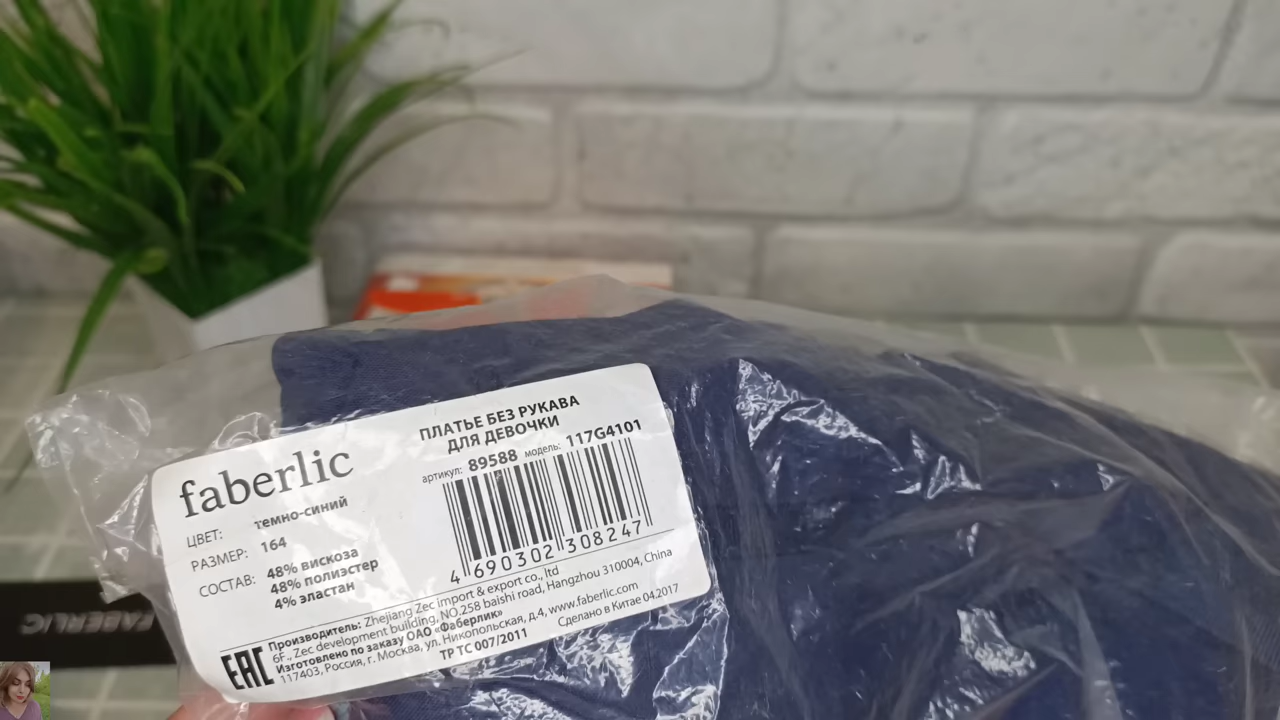 faberlic
ПЛАТЬЕ БЕЗ РУКАВА
ДЛЯ ДЕВОЧКИ
артикул: 89588 модель: 117G4101
ЦВЕТ: темно-синий
РАЗМЕР: 164
СОСТАВ: 48% вискоза
48% полиэстер
4% эластан
4 690302 308247
EAC
Производитель: Zhejiang Zec import & export co., ltd
6F., Zec development building, NO.258 baishi road, Hangzhou 310004, China
Изготовлено по заказу ОАО «Фаберлик»
117403, Россия, г. Москва, ул. Никопольская, д.4, www.faberlic.com
ТР ТС 007/2011 Сделано в Китае 04.2017
FABERLIC